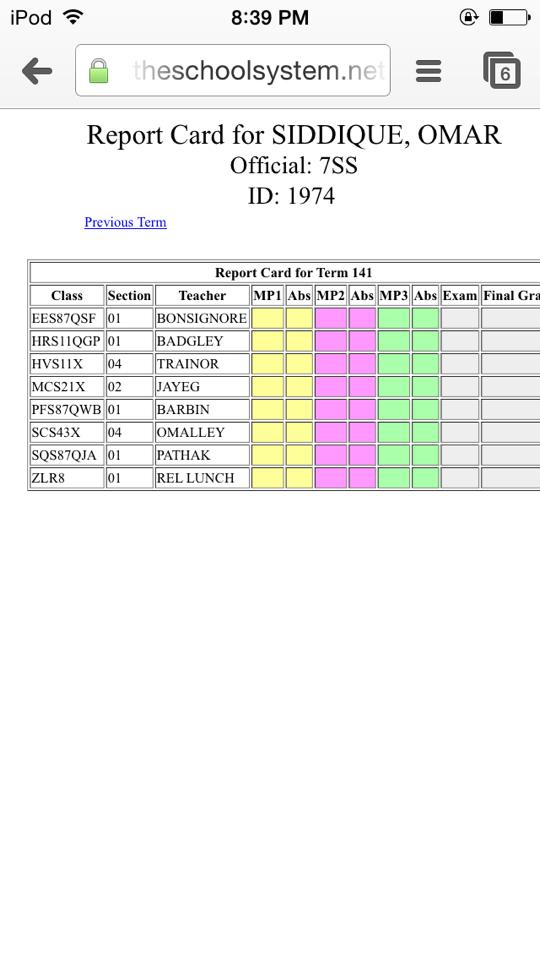 iPod 8:39 PM
theschoolsystem.net 6
Report Card for SIDDIQUE, OMAR
Official: 7SS
ID: 1974
Previous Term
Report Card for Term 141
Class Section Teacher MP1 Abs MP2 Abs MP3 Abs Exam Final Gra
EES87QSF 01 BONSIGNORE
HRS11QGP 01 BADGLEY
HVS11X 04 TRAINOR
MCS21X 02 JAYEG
PFS87QWB 01 BARBIN
SCS43X 04 OMALLEY
SQS87QJA 01 PATHAK
ZLR8 01 REL LUNCH